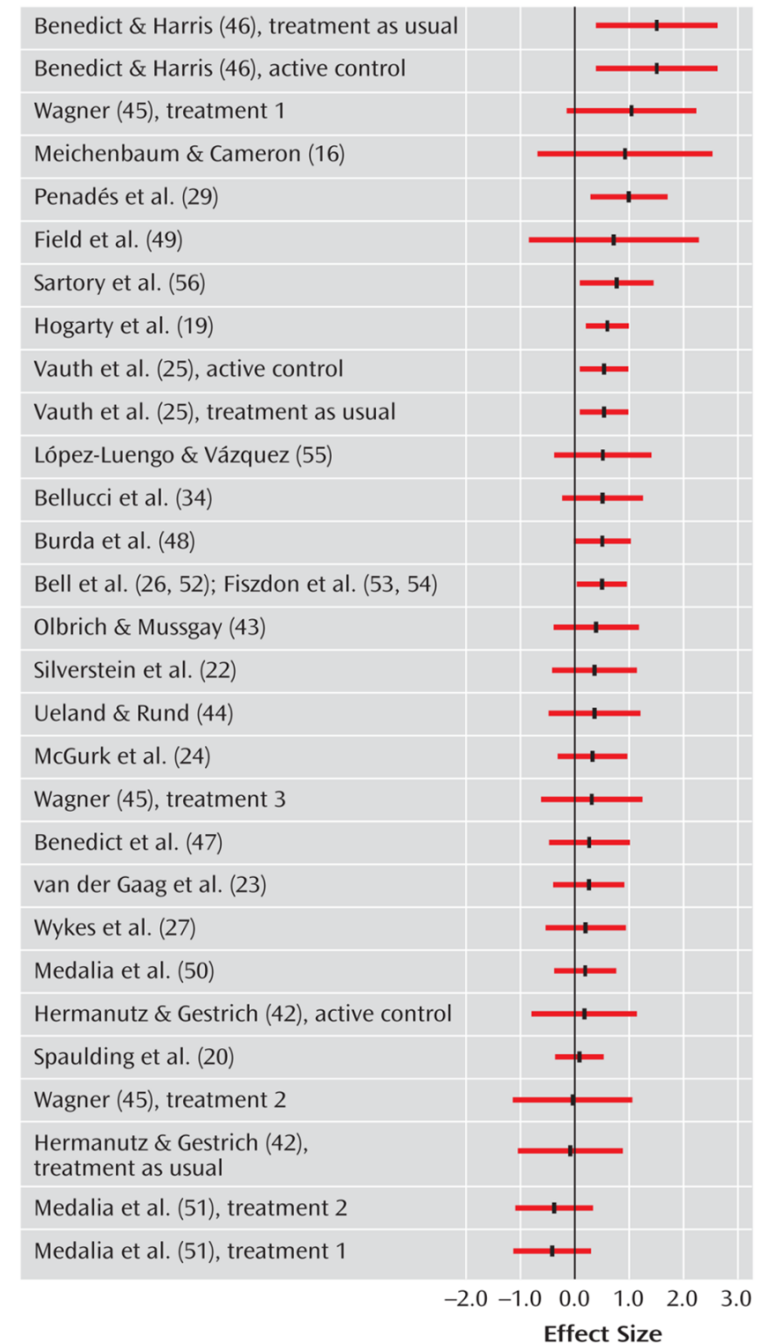 Benedict & Harris (46), treatment as usual
Benedict & Harris (46), active control
Wagner (45), treatment 1
Meichenbaum & Cameron (16)
Penadés et al. (29)
Field et al. (49)
Sartory et al. (56)
Hogarty et al. (19)
Vauth et al. (25), active control
Vauth et al. (25), treatment as usual
López-Luengo & Vázquez (55)
Bellucci et al. (34)
Burda et al. (48)
Bell et al. (26, 52); Fiszdon et al. (53, 54)
Olbrich & Mussgay (43)
Silverstein et al. (22)
Ueland & Rund (44)
McGurk et al. (24)
Wagner (45), treatment 3
Benedict et al. (47)
van der Gaag et al. (23)
Wykes et al. (27)
Medalia et al. (50)
Hermanutz & Gestrich (42), active control
Spaulding et al. (20)
Wagner (45), treatment 2
Hermanutz & Gestrich (42),
treatment as usual
Medalia et al. (51), treatment 2
Medalia et al. (51), treatment 1
−2.0 −1.0 0.0 1.0 2.0 3.0
Effect Size